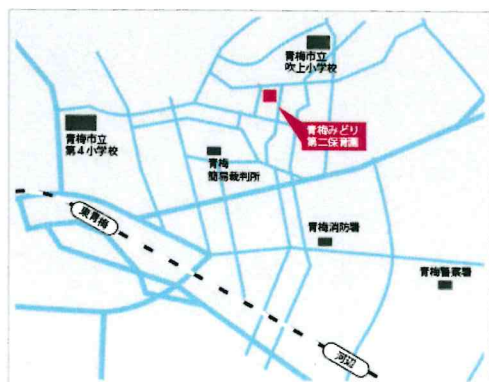 青梅市立
吹上小学校
青梅みどり
第二保育園
青梅市立
第4小学校
青梅
簡易裁判所
東青梅
青梅消防署
青梅警察署
河辺